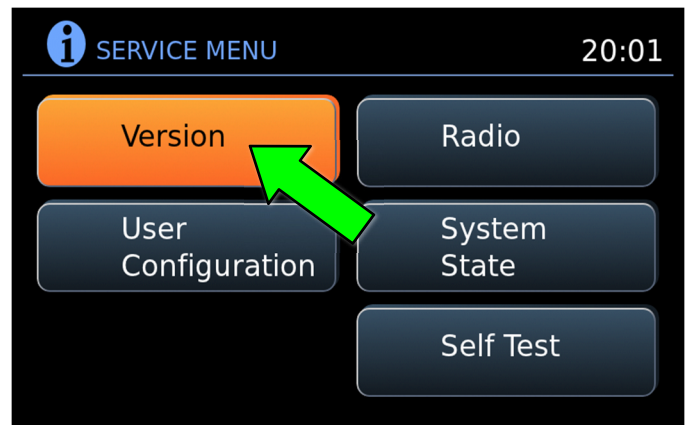 SERVICE MENU
20:01
Version
Radio
User
Configuration
System
State
Self Test